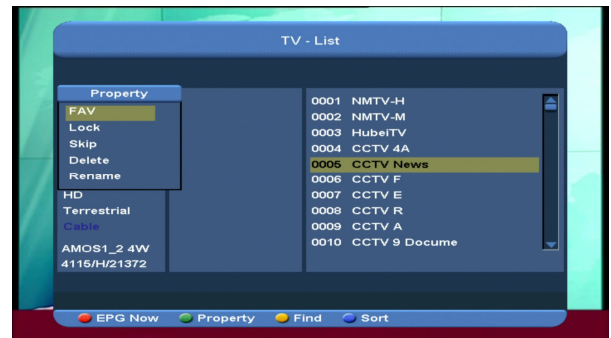 TV - List
Property
FAV
Lock
Skip
Delete
Rename
HD
Terrestrial
Cable
AMOS1_2 4W
4115/H/21372
0001 NMTV-H
0002 NMTV-M
0003 HubeiTV
0004 CCTV 4A
0005 CCTV News
0006 CCTV F
0007 CCTV E
0008 CCTV R
0009 CCTV A
0010 CCTV 9 Docume
EPG Now Property Find Sort